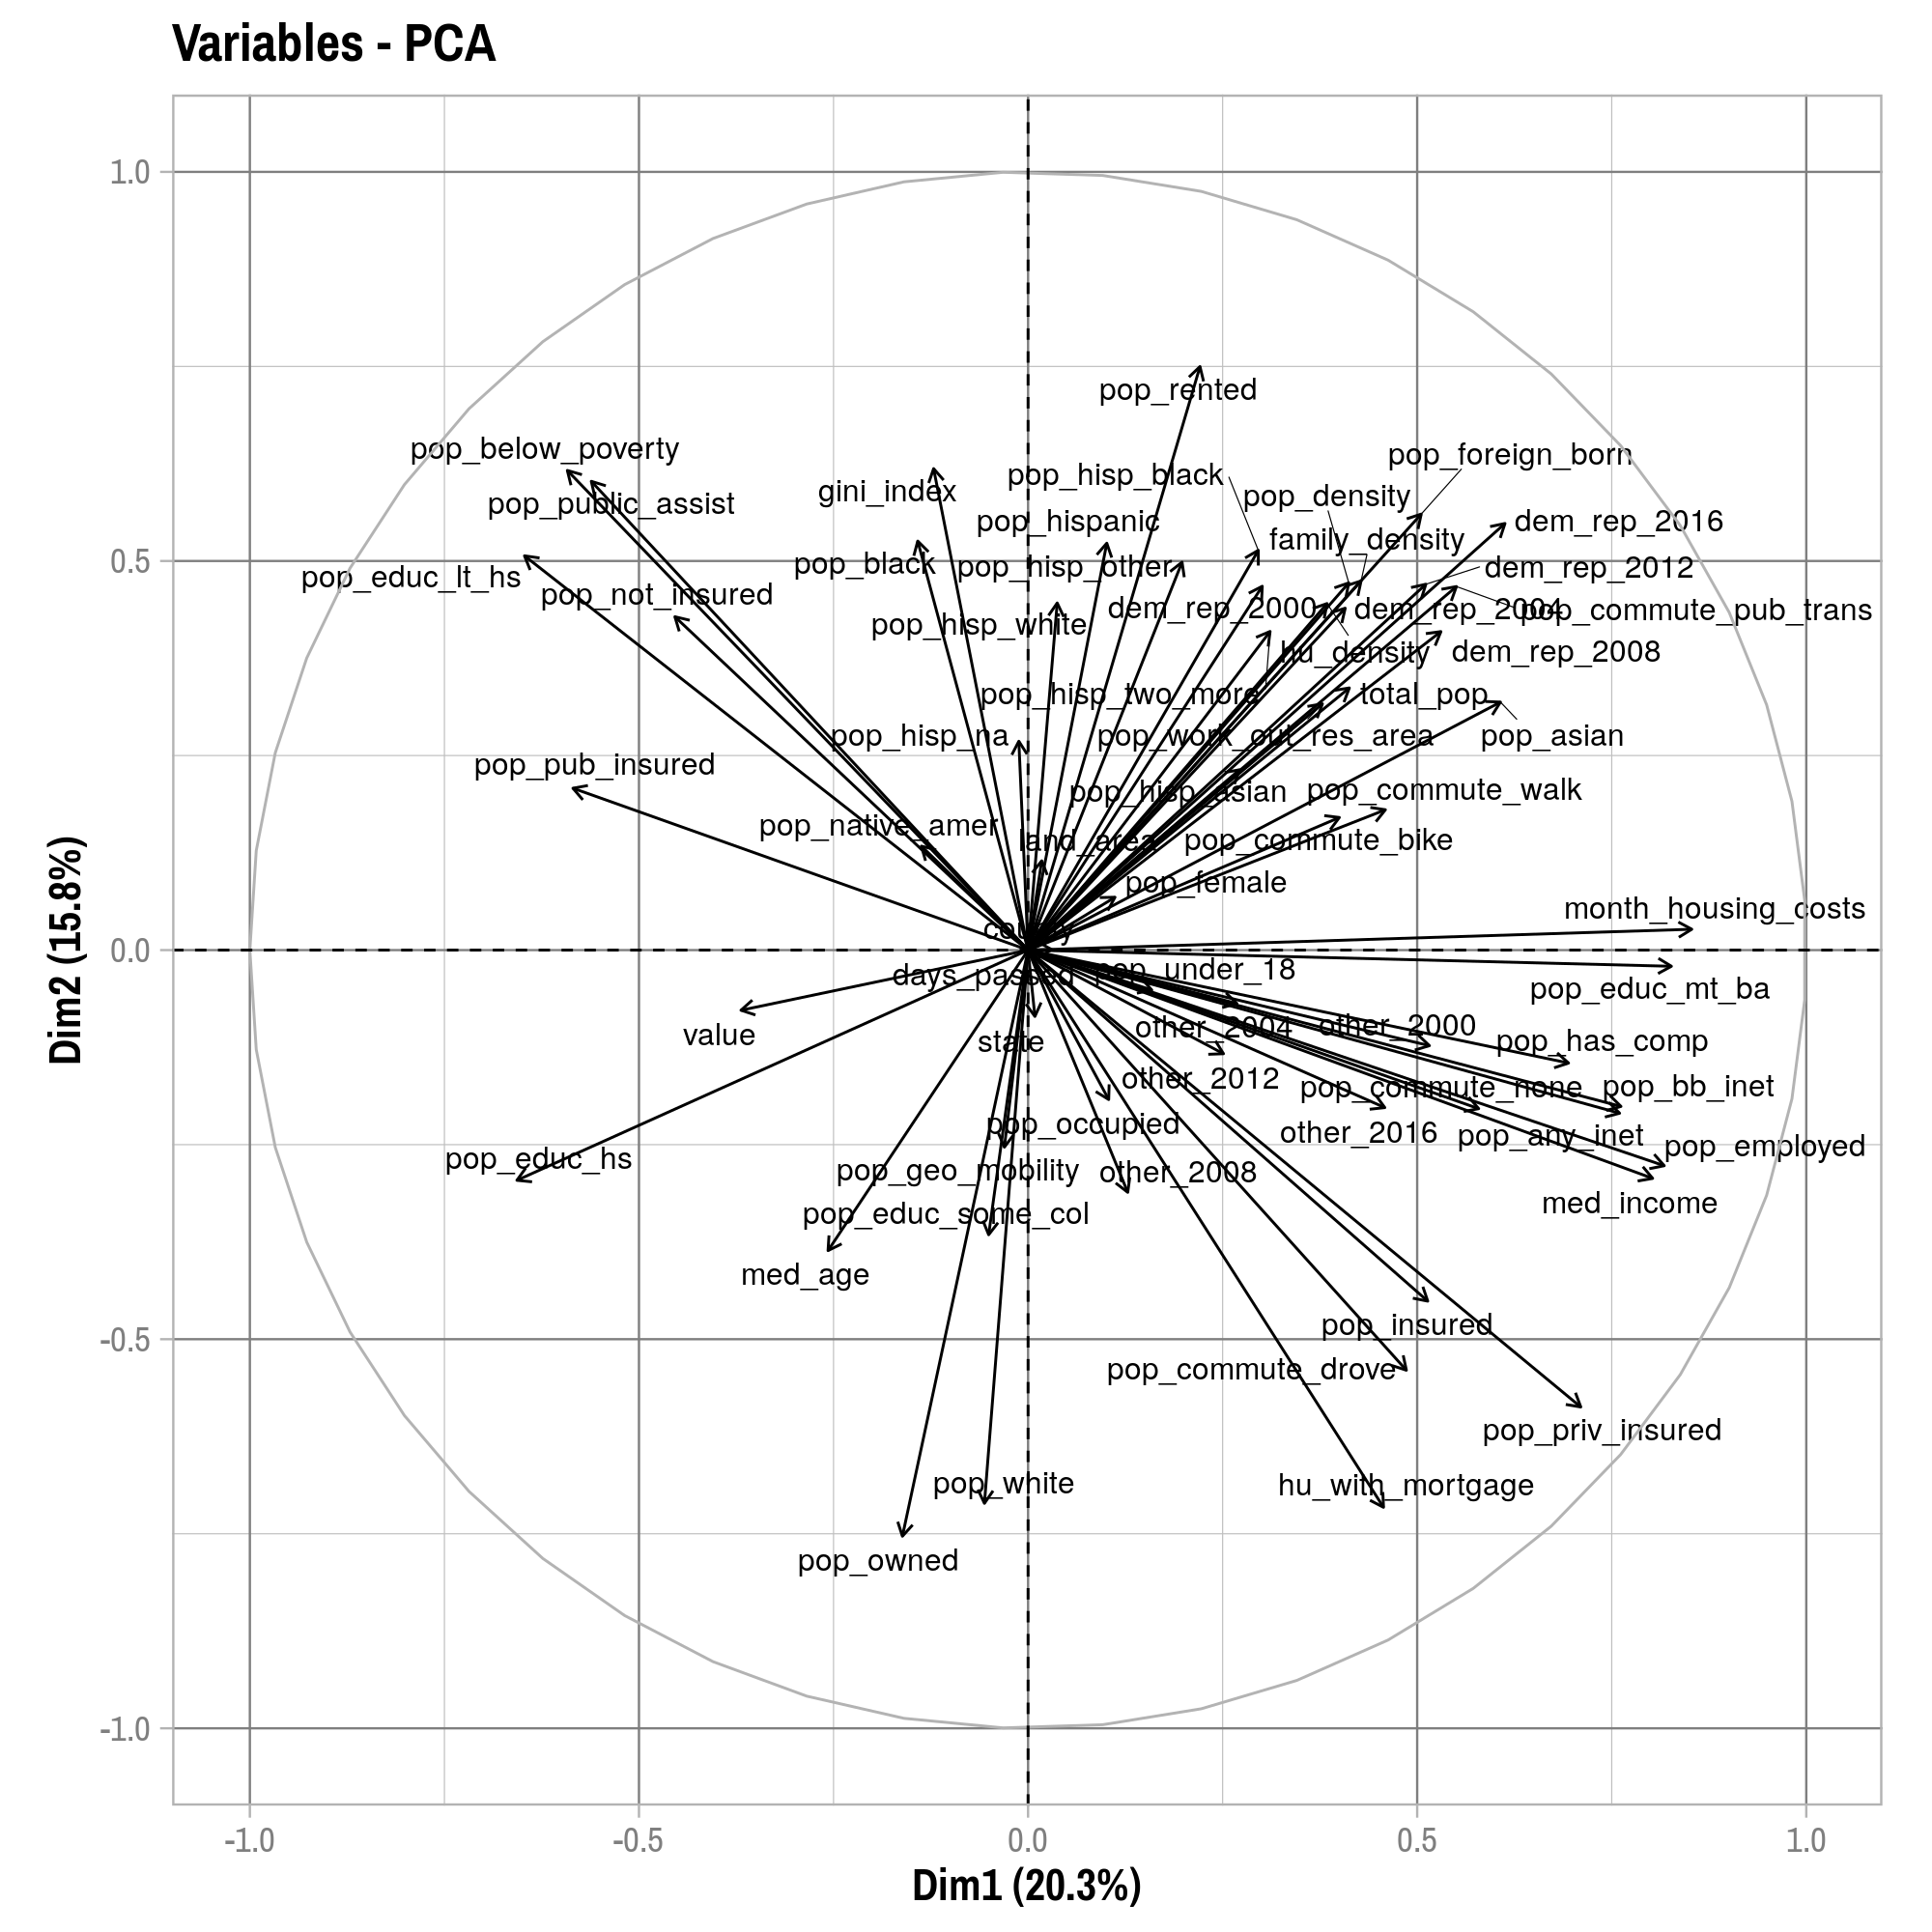 Variables - PCA
1.0
pop_rented
pop_below_poverty
pop_foreign_born
pop_hisp_black
gini_index
pop_density
pop_public_assist
pop_hispanic
dem_rep_2016
family_density
pop_black
pop_hisp_other
dem_rep_2012
0.5
pop_educ_lt_hs
pop_not_insured
dem_rep_2000
dem_rep_2004
pop_commute_pub_trans
pop_hisp_white
hu_density
dem_rep_2008
pop_hisp_two_more
total_pop
pop_hisp_na
pop_work_out_res_area
pop_asian
pop_pub_insured
pop_hisp_asian
pop_commute_walk
pop_native_amer
land_area
pop_commute_bike
pop_female
month_housing_costs
county
0.0
days_passed
pop_under_18
pop_educ_mt_ba
value
state
other_2004
other_2000
pop_has_comp
other_2012
pop_commute_none
pop_bb_inet
pop_occupied
other_2016
pop_any_inet
pop_employed
pop_educ_hs
pop_geo_mobility
other_2008
med_income
pop_educ_some_col
med_age
pop_insured
-0.5
pop_commute_drove
pop_priv_insured
pop_white
hu_with_mortgage
pop_owned
-1.0
-1.0
-0.5
0.0
0.5
1.0
Dim1 (20.3%)
Dim2 (15.8%)